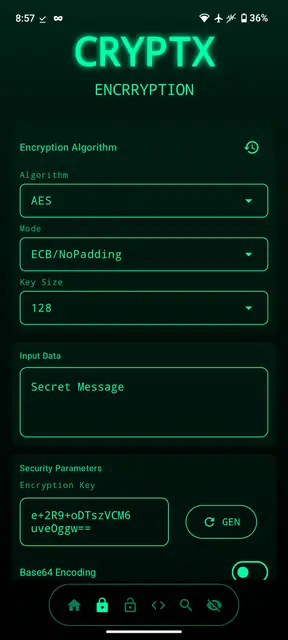 8:57
36%
CRYPTX
ENCRRYPTION
Encryption Algorithm
Algorithm
AES
Mode
ECB/NoPadding
Key Size
128
Input Data
Secret Message
Security Parameters
Encryption Key
e+2R9+oDTszVCM6
uveOggw==
GEN
Base64 Encoding